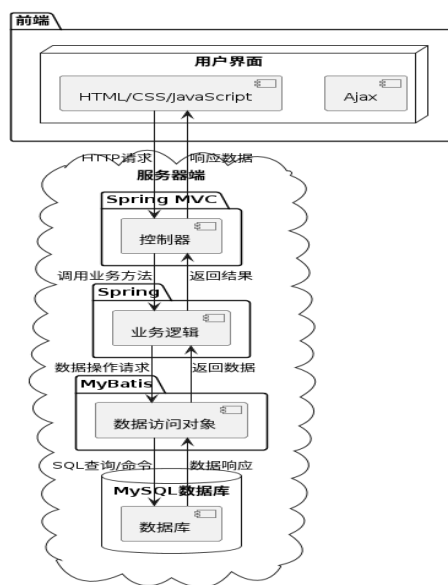 前端
用户界面
HTML/CSS/JavaScript
Ajax
HTTP请求
响应数据
服务器端
Spring MVC
控制器
调用业务方法
返回结果
Spring
业务逻辑
数据操作请求
返回数据
MyBatis
数据访问对象
SQL查询/命令
数据响应
MySQL数据库
数据库